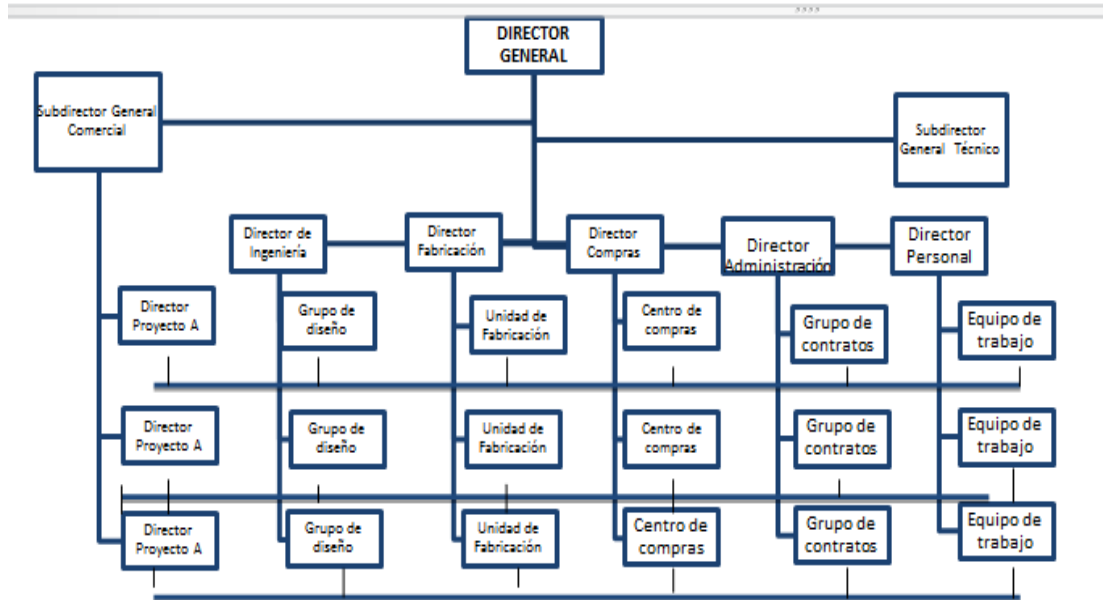 DIRECTOR
GENERAL
Subdirector General
Comercial
Subdirector
General Técnico
Director de
Ingeniería
Director
Fabricación
Director
Compras
Director
Administración
Director
Personal
Director
Proyecto A
Grupo de
diseño
Unidad de
Fabricación
Centro de
compras
Grupo de
contratos
Equipo de
trabajo
Director
Proyecto A
Grupo de
diseño
Unidad de
Fabricación
Centro de
compras
Grupo de
contratos
Equipo de
trabajo
Director
Proyecto A
Grupo de
diseño
Unidad de
Fabricación
Centro de
compras
Grupo de
contratos
Equipo de
trabajo